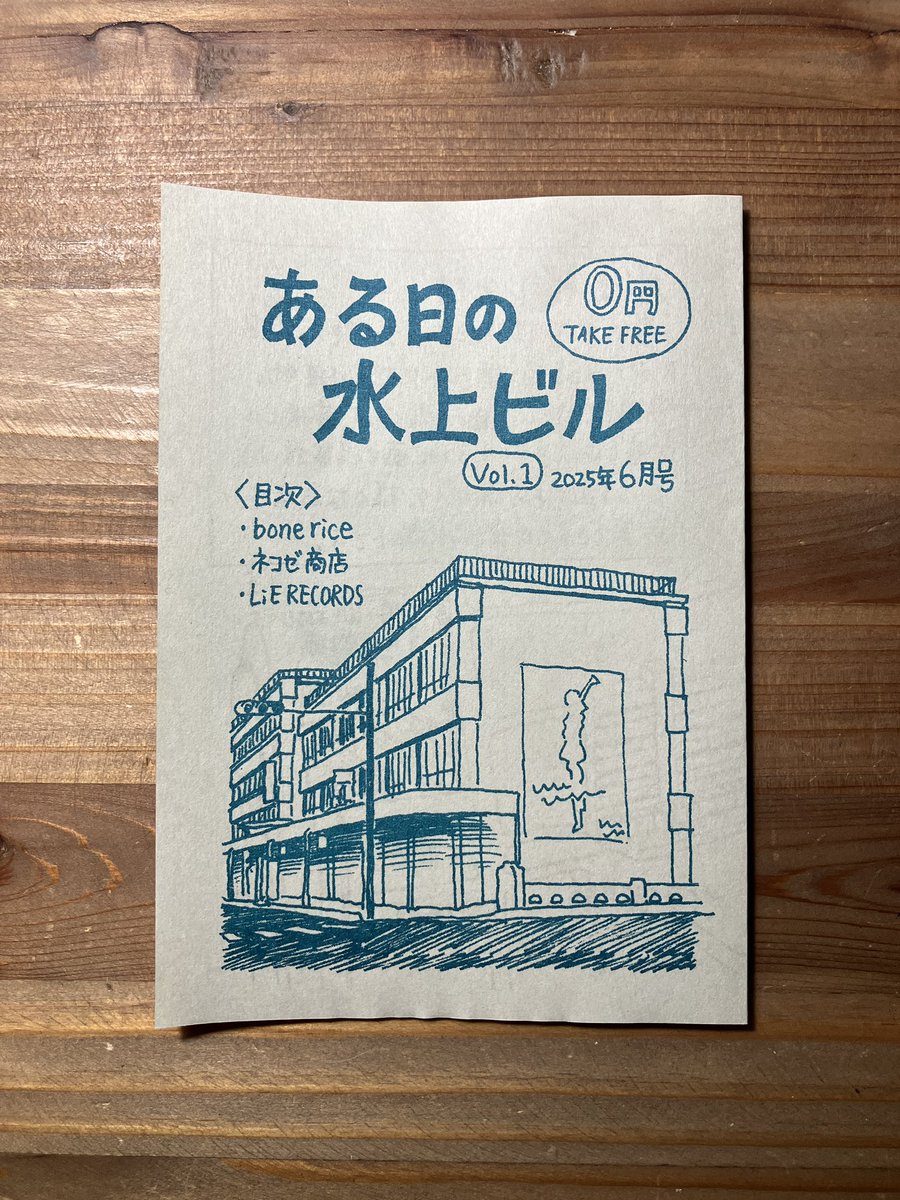 ある日の
水上ビル
0円
TAKE FREE
Vol.1 2025年6月号
〈目次〉
・bone rice
・ネコゼ商店
・LiE RECORDS